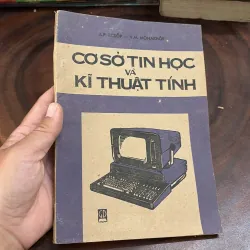 CƠ SỞ TIN HỌC
VÀ
KĨ THUẬT TÍNH